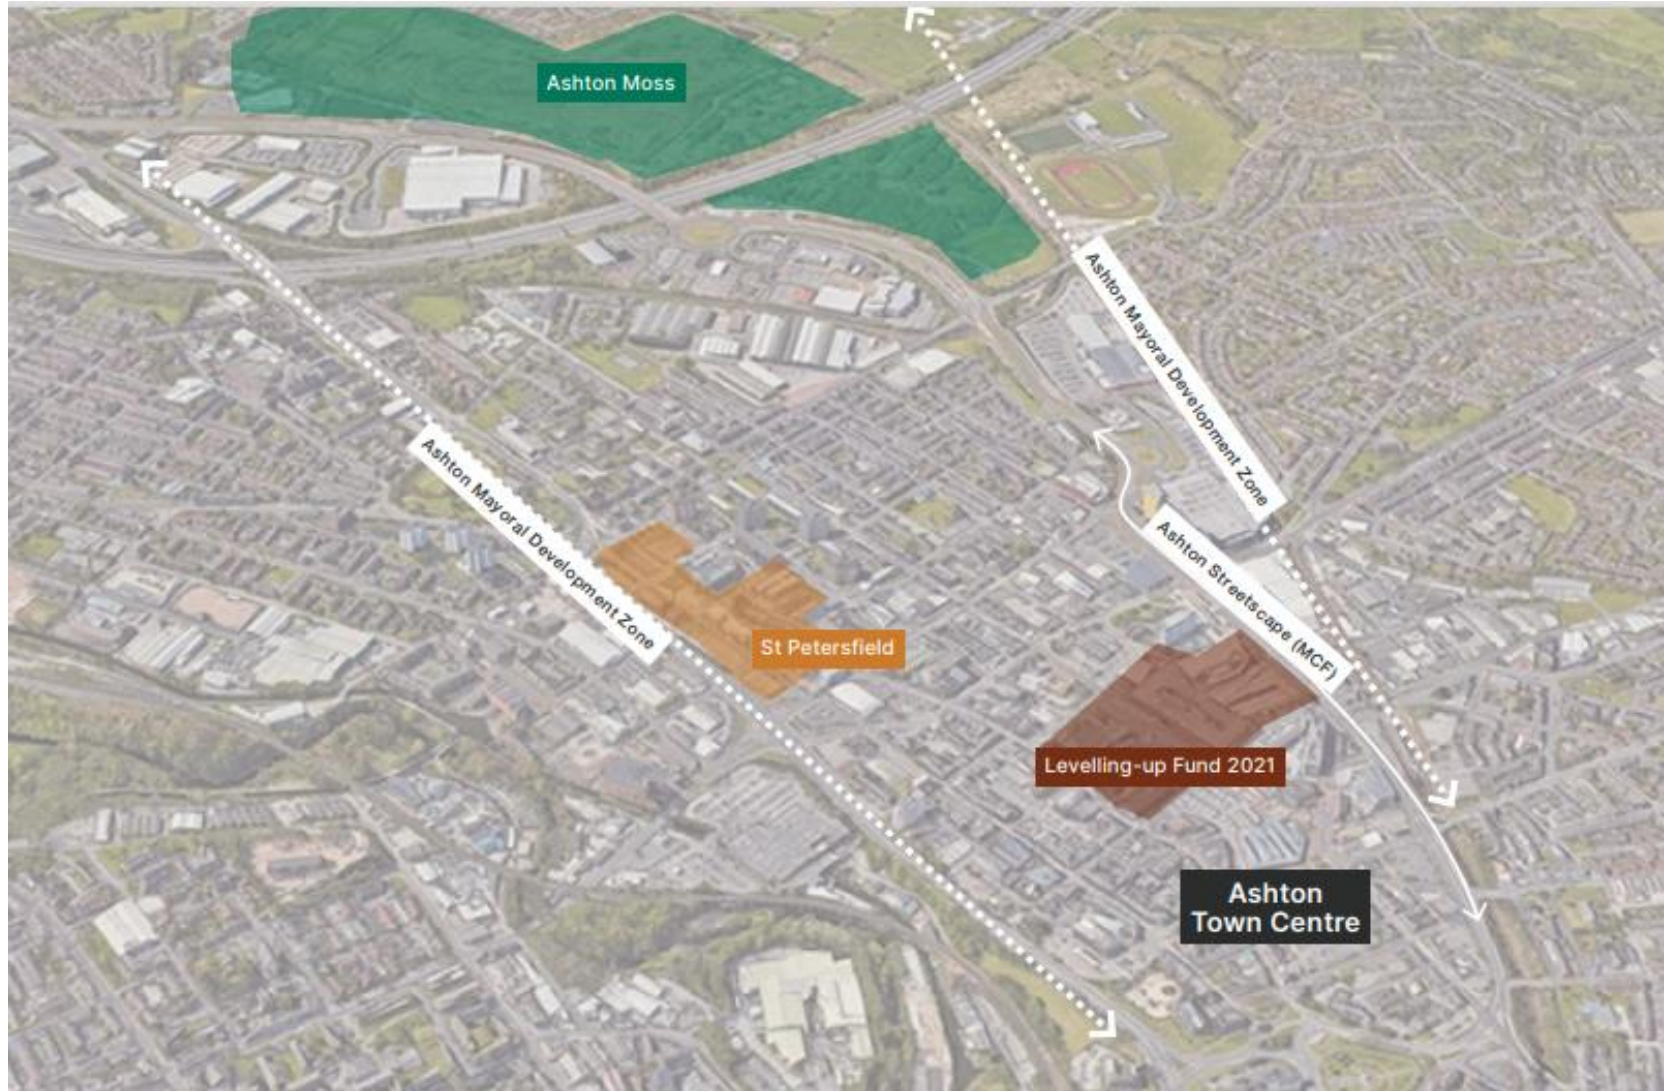 Ashton Moss
Ashton Mayoral Development Zone
Ashton Mayoral Development Zone
Ashton Streetscape (MCF)
St Petersfield
Levelling-up Fund 2021
Ashton
Town Centre